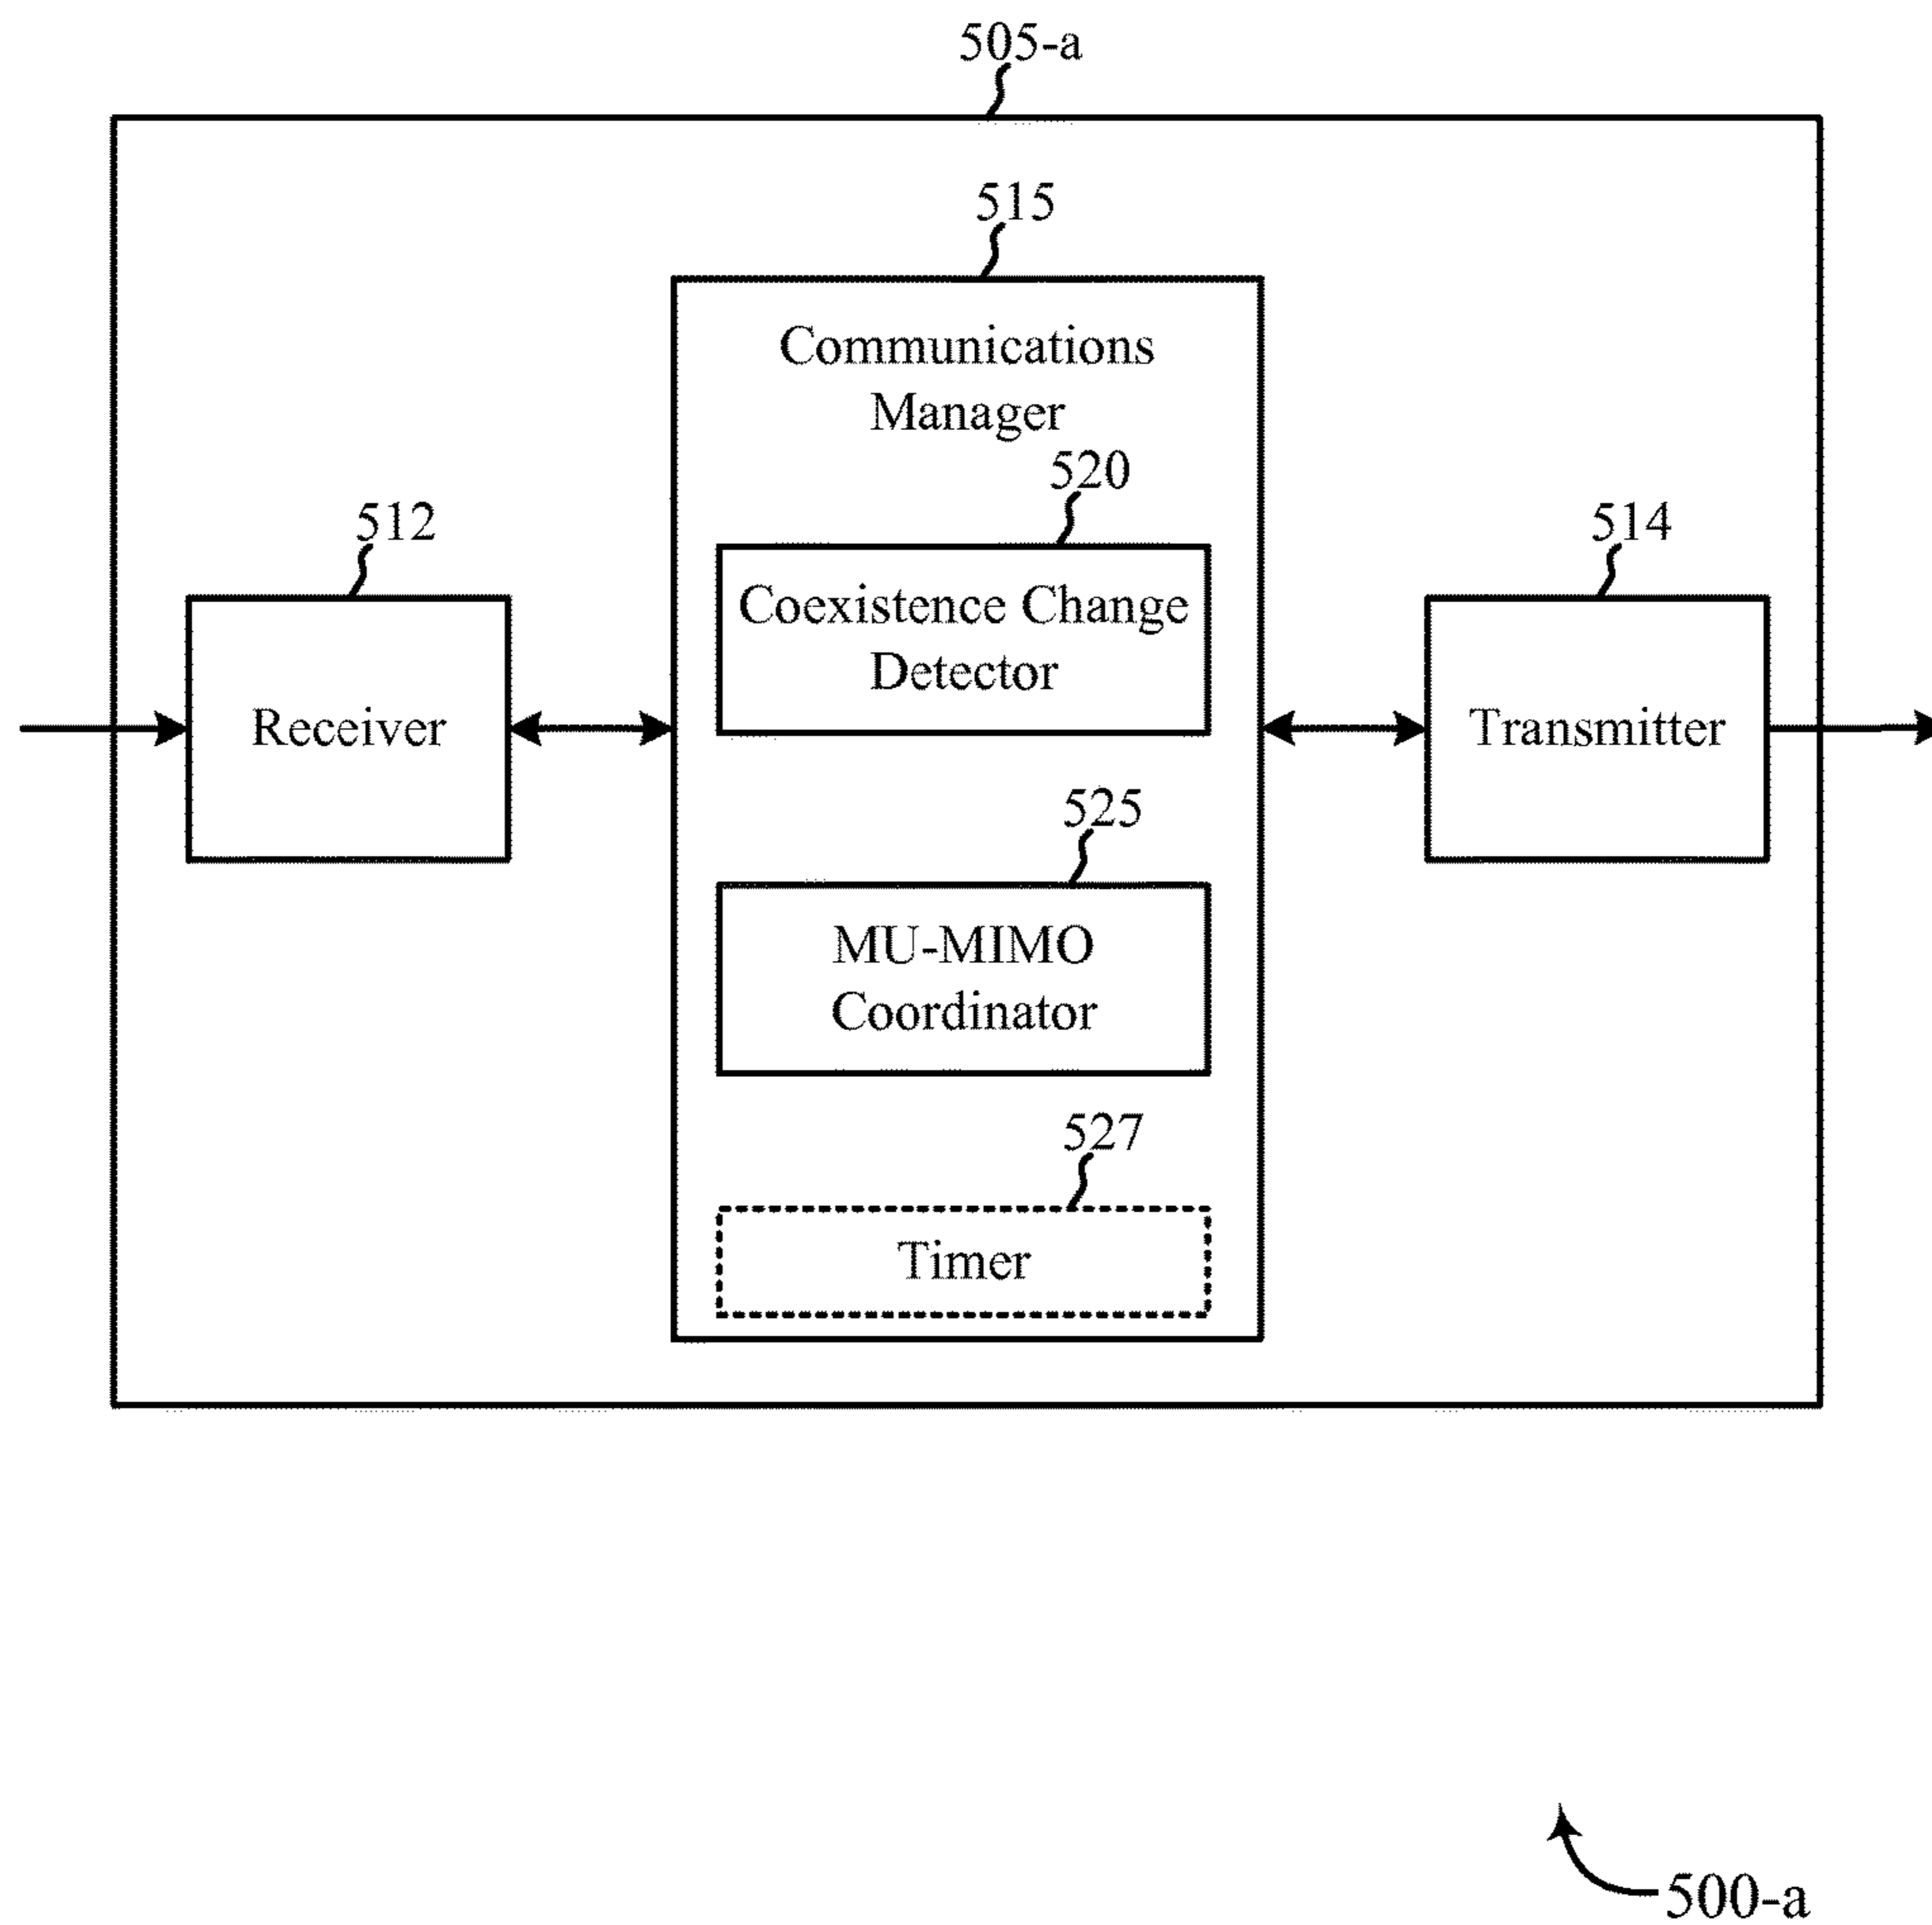 505-a
515
Communications
Manager
520
512
514
Coexistence Change
Detector
Receiver
Transmitter
525
MU-MIMO
Coordinator
527
Timer
500-a